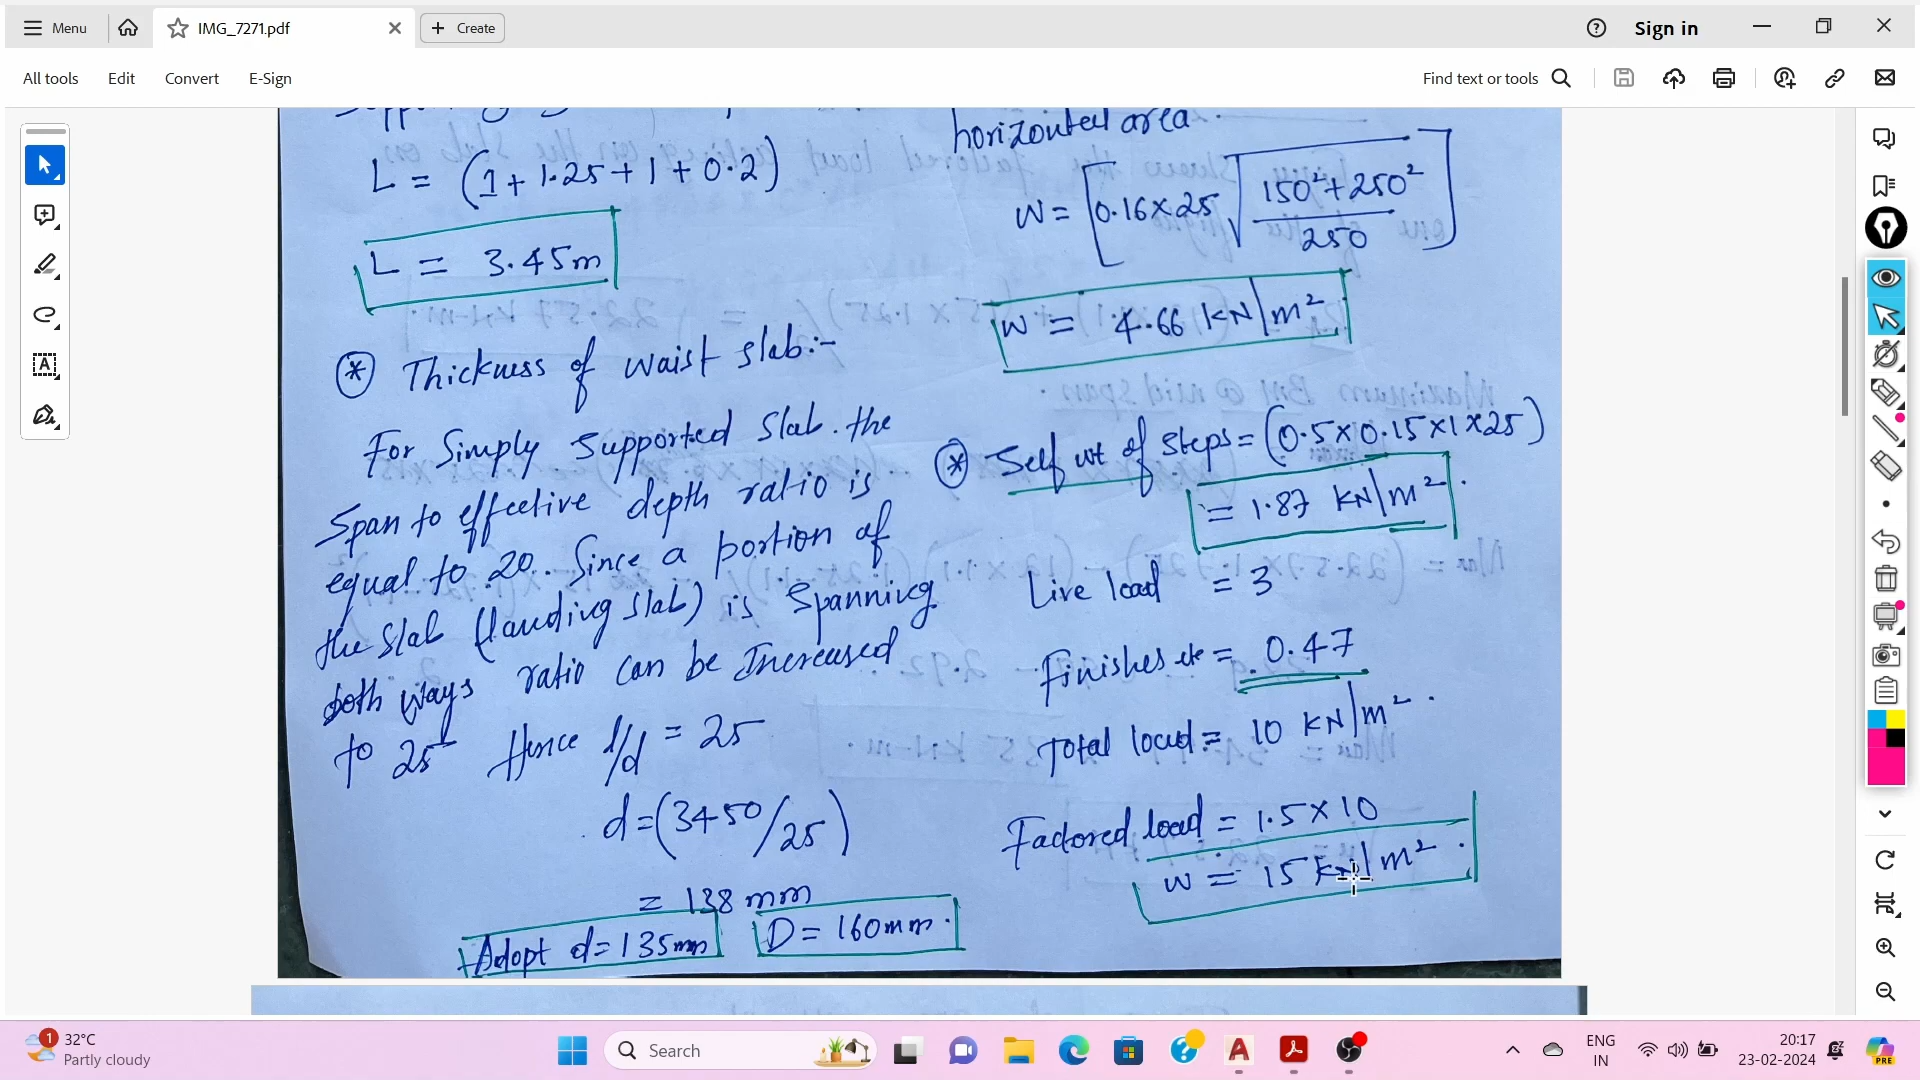 Menu
IMG_7271.pdf
Create
Sign in
All tools
Edit
Convert
E-Sign
Find text or tools
L = (1 + 1.25 + 1 + 0.2)
L = 3.45m
* Thickness of waist slab:-
For Simply Supported Slab. the
Span to effective depth ratio is
equal to 20. Since a portion of
the slab (landing slab) is Spanning
both ways ratio can be Increased
to 25 Hence l/d = 25
d = (3450/25)
= 138 mm
Adopt d = 135mm D = 160mm.
horizontal area.
W = [0.16 × 25 √150² + 250² / 250]
W = 4.66 KN/m²
* Self wt of Steps = (0.5 × 0.15 × 1 × 25)
= 1.87 KN/m².
Live load = 3
Finishes etc = 0.47
Total load = 10 KN/m².
Factored load = 1.5 × 10
W = 15 KN/m².
1
32°C
Partly cloudy
Search
ENG
IN
20:17
23-02-2024
PRE